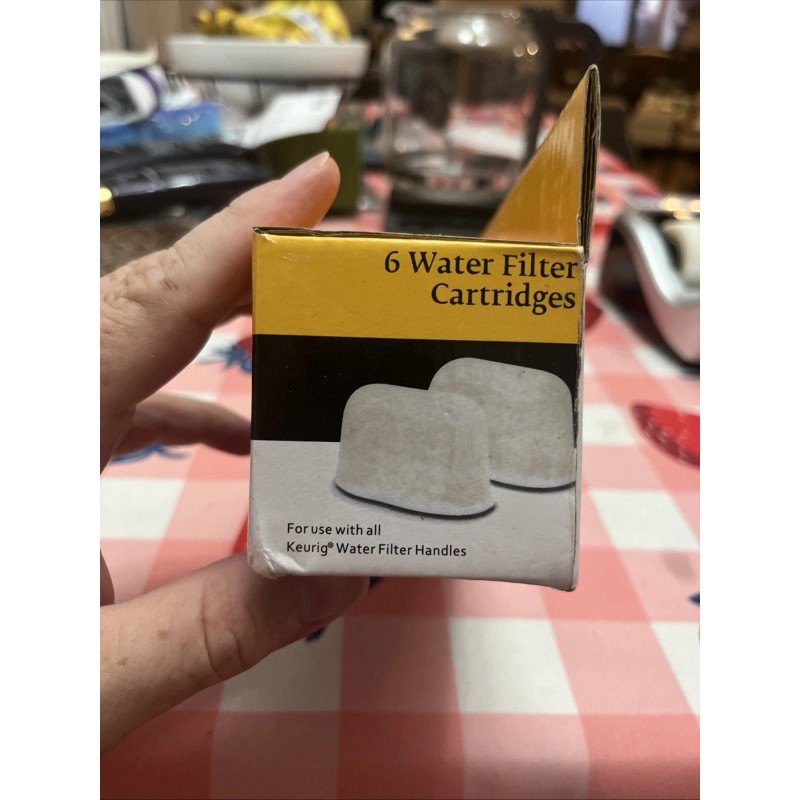 6 Water Filter
Cartridges
For use with all
Keurig® Water Filter Handles